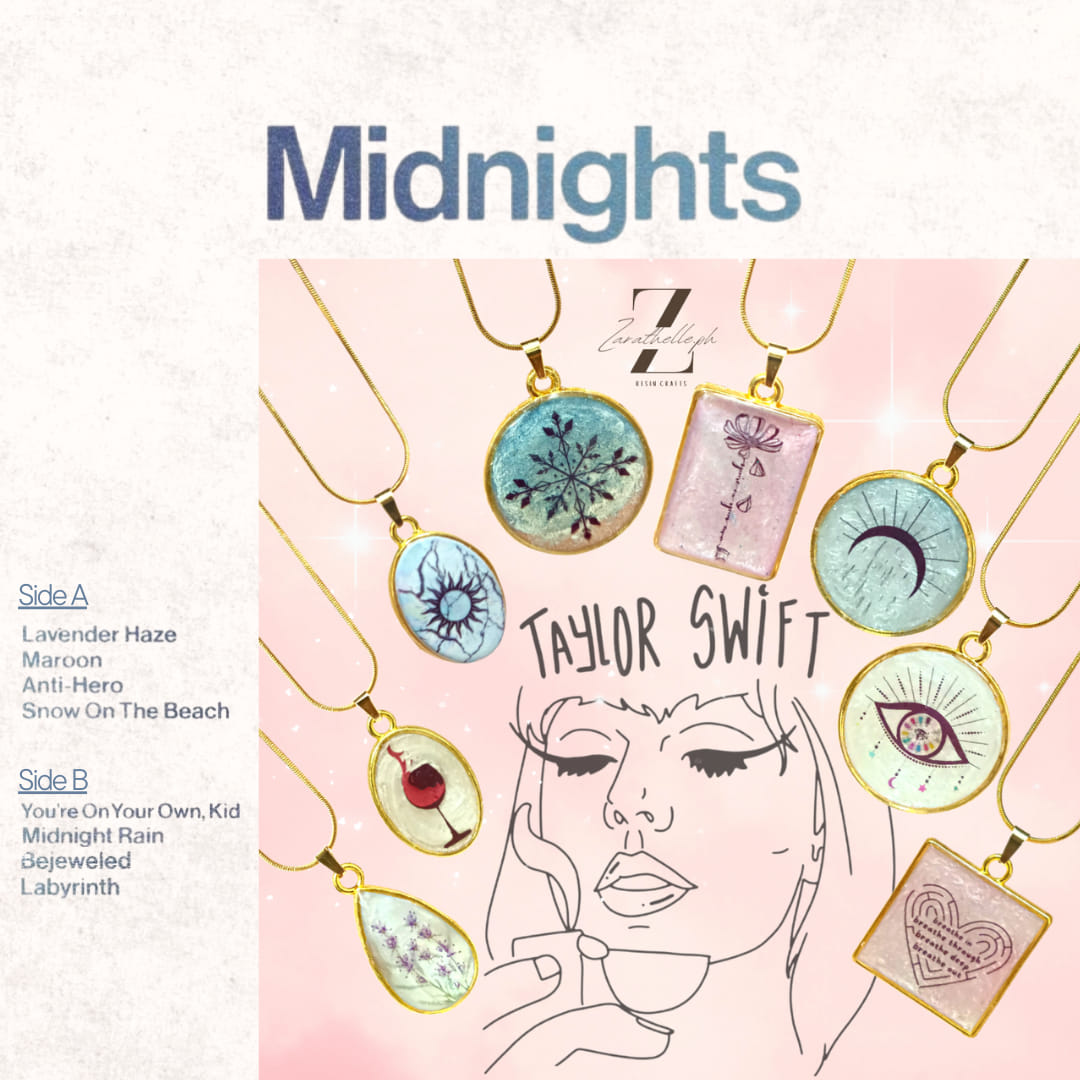 Midnights
Z
Zarathelle.ph
RESIN CRAFTS
TAYLOR SWIFT
Side A
Lavender Haze
Maroon
Anti-Hero
Snow On The Beach
Side B
You're On Your Own, Kid
Midnight Rain
Bejeweled
Labyrinth
breathe in
breathe through
breathe deep
breathe out